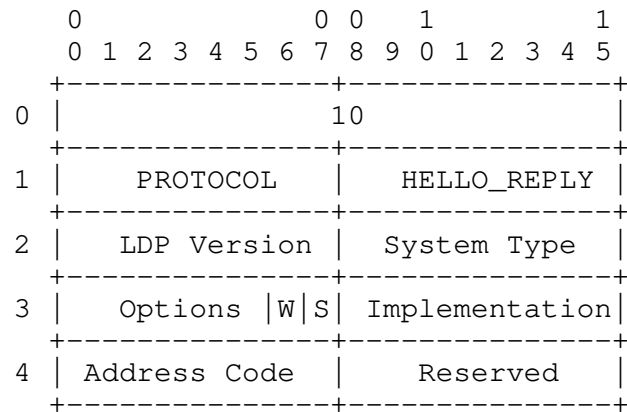 0             0 0   1         1
0 1 2 3 4 5 6 7 8 9 0 1 2 3 4 5
+---------------+---------------+
0 |              10               |
+---------------+---------------+
1 |    PROTOCOL   |   HELLO_REPLY |
+---------------+---------------+
2 |   LDP Version |  System Type  |
+---------------+---------------+
3 |   Options |W|S| Implementation|
+---------------+---------------+
4 | Address Code  |    Reserved   |
+---------------+---------------+